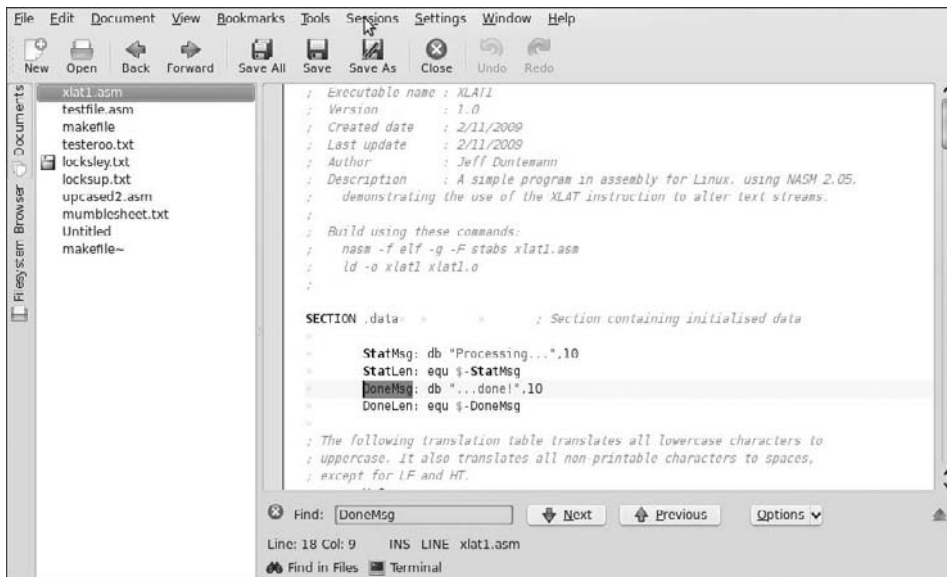 File Edit Document View Bookmarks Tools Sessions Settings Window Help
New Open Back Forward Save All Save Save As Close Undo Redo
Documents
Filesystem Browser
xlat1.asm
testfile.asm
makefile
testeroo.txt
locksley.txt
locksup.txt
upcased2.asm
mumblesheet.txt
Untitled
makefile~
; Executable name : XLAT1
; Version : 1.0
; Created date : 2/11/2009
; Last update : 2/11/2009
; Author : Jeff Duntemann
; Description : A simple program in assembly for Linux, using NASM 2.05,
; demonstrating the use of the XLAT instruction to alter text streams.
;
; Build using these commands:
; nasm -f elf -g -F stabs xlat1.asm
; ld -o xlat1 xlat1.o
;
SECTION .data ; Section containing initialised data
StatMsg: db "Processing...",10
StatLen: equ $-StatMsg
DoneMsg: db "...done!",10
DoneLen: equ $-DoneMsg
; The following translation table translates all lowercase characters to
; uppercase. It also translates all non-printable characters to spaces,
; except for LF and HT.
Find: DoneMsg Next Previous Options
Line: 18 Col: 9 INS LINE xlat1.asm
Find in Files Terminal